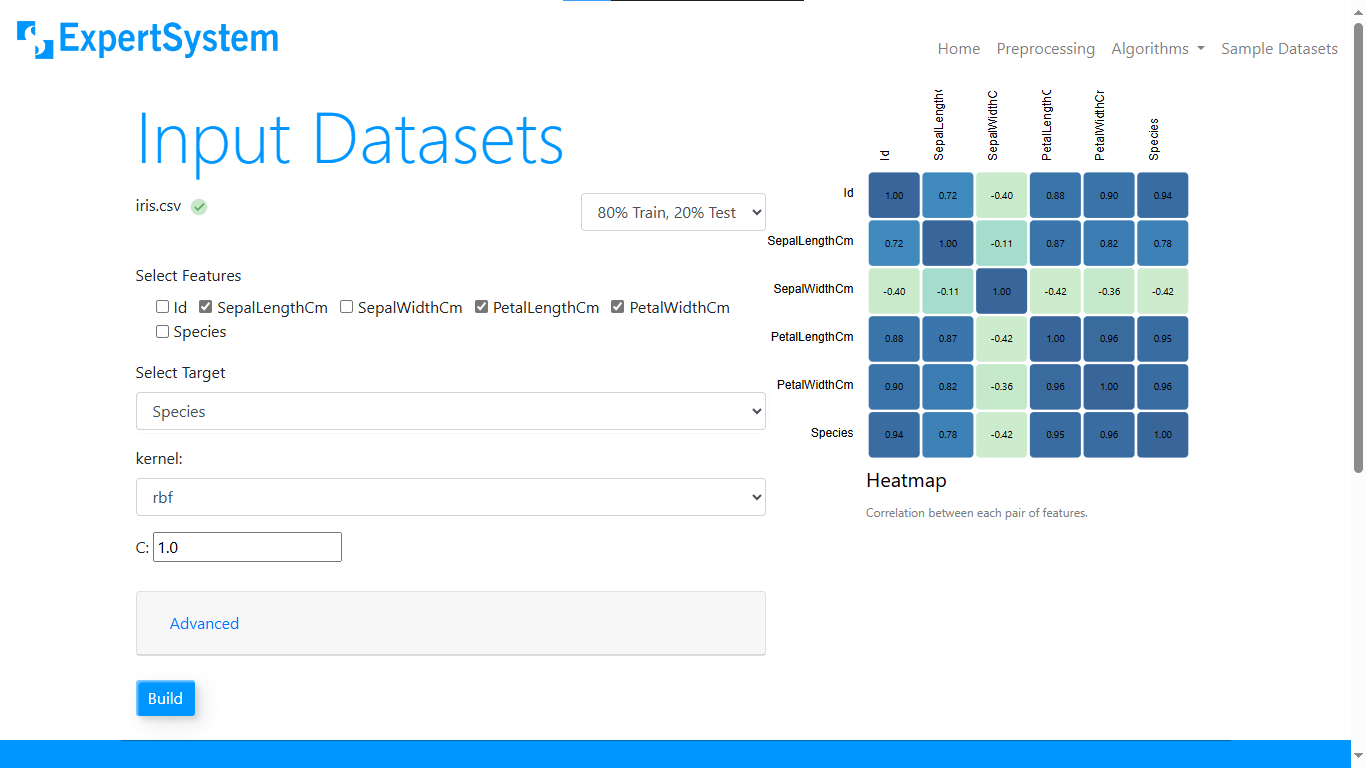 ExpertSystem
Home Preprocessing Algorithms Sample Datasets
Input Datasets
iris.csv
80% Train, 20% Test
Select Features
Id SepalLengthCm SepalWidthCm PetalLengthCm PetalWidthCm
Species
Select Target
Species
kernel:
rbf
C: 1.0
Advanced
Build
Id SepalLengthC SepalWidthC PetalLengthC PetalWidthCr Species
Id 1.00 0.72 -0.40 0.88 0.90 0.94
SepalLengthCm 0.72 1.00 -0.11 0.87 0.82 0.78
SepalWidthCm -0.40 -0.11 1.00 -0.42 -0.36 -0.42
PetalLengthCm 0.88 0.87 -0.42 1.00 0.96 0.95
PetalWidthCm 0.90 0.82 -0.36 0.96 1.00 0.96
Species 0.94 0.78 -0.42 0.95 0.96 1.00
Heatmap
Correlation between each pair of features.